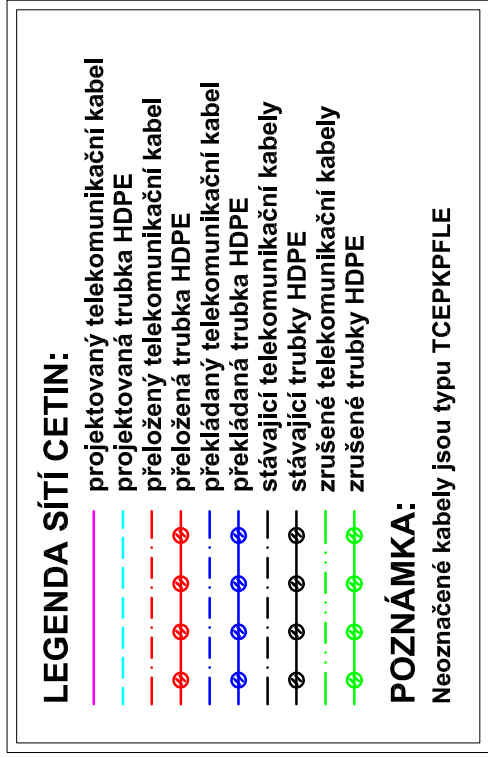 LEGENDA SÍTÍ CETIN:
projektovaný telekomunikační kabel
projektovaná trubka HDPE
přeložený telekomunikační kabel
přeložená trubka HDPE
překládaný telekomunikační kabel
překládaná trubka HDPE
stávajicí telekomunikační kabely
stávající trubky HDPE
zrušené telekomunikační kabely
zrušené trubky HDPE
POZNÁMKA:
Neoznačené kabely jsou typu TCEPKPFLE